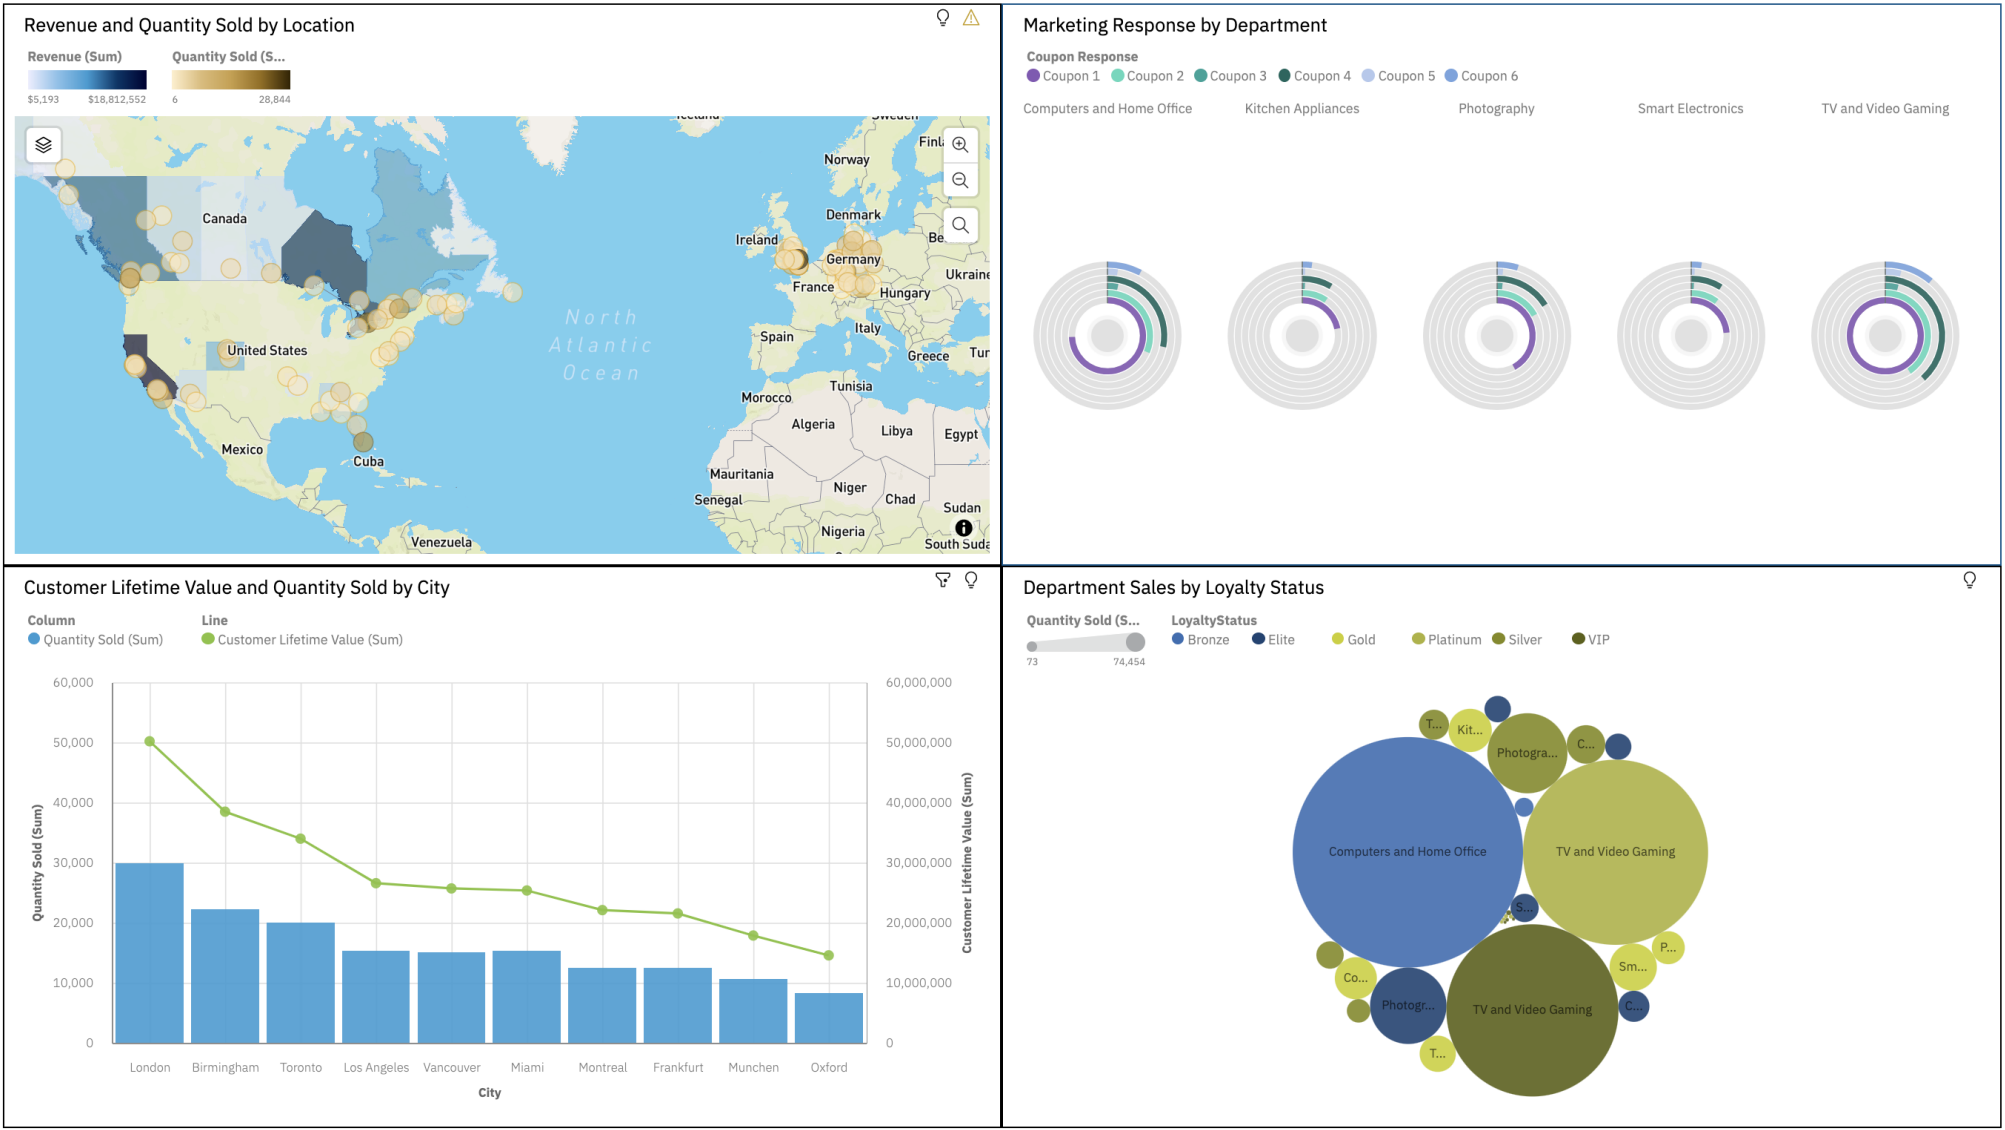 Revenue and Quantity Sold by Location
Revenue (Sum)
Quantity Sold (S...
$5,193
$18,812,552
6
28,844
Iceland
Sweden
Finl
Norway
Canada
Denmark
Ireland
Be
Germany
Ukraine
France
Hungary
North
Atlantic
Ocean
Italy
Spain
United States
Greece
Tur
Tunisia
Morocco
Algeria
Libya
Egypt
Mexico
Cuba
Mauritania
Niger
Chad
Senegal
Sudan
Nigeria
Venezuela
South Suda
Marketing Response by Department
Coupon Response
Coupon 1
Coupon 2
Coupon 3
Coupon 4
Coupon 5
Coupon 6
Computers and Home Office
Kitchen Appliances
Photography
Smart Electronics
TV and Video Gaming
Customer Lifetime Value and Quantity Sold by City
Column
Line
Quantity Sold (Sum)
Customer Lifetime Value (Sum)
60,000
50,000
40,000
30,000
20,000
10,000
0
Quantity Sold (Sum)
60,000,000
50,000,000
40,000,000
30,000,000
20,000,000
10,000,000
0
Customer Lifetime Value (Sum)
London
Birmingham
Toronto
Los Angeles
Vancouver
Miami
Montreal
Frankfurt
Munchen
Oxford
City
Department Sales by Loyalty Status
Quantity Sold (S...
73
74,454
LoyaltyStatus
Bronze
Elite
Gold
Platinum
Silver
VIP
T...
Kit...
Photogra...
C...
Computers and Home Office
TV and Video Gaming
S...
P...
Sm...
Co...
Photogr...
TV and Video Gaming
C...
T...